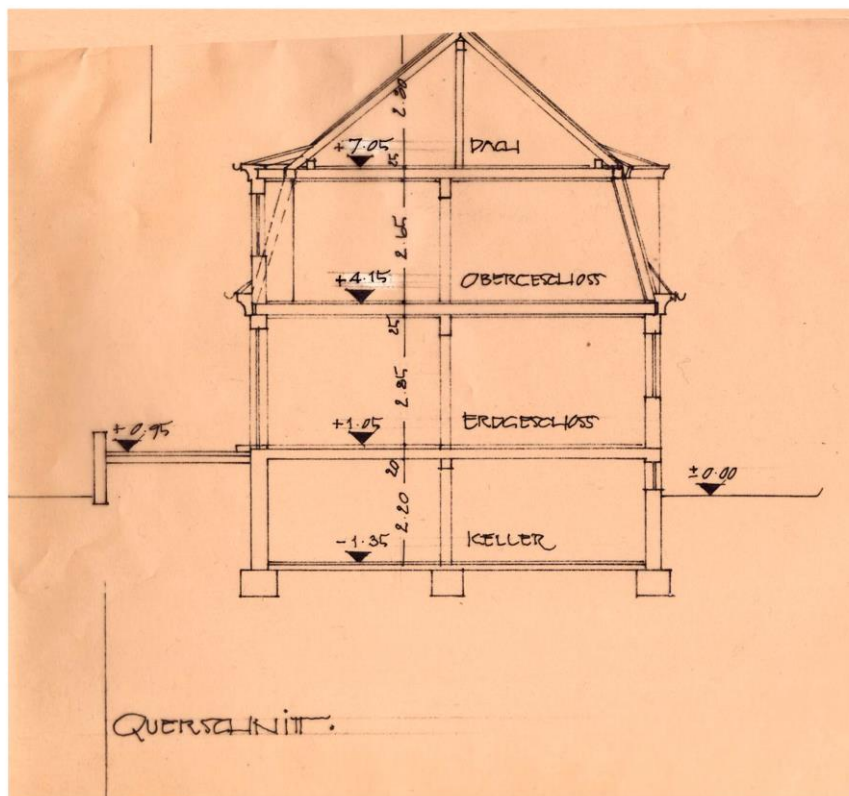 2.80
+7.05
DACH
25
2.65
+4.15
OBERGESCHOSS
25
2.85
+0.95
+1.05
ERDGESCHOSS
20
±0.00
2.20
-1.35
KELLER
QUERSCHNITT.